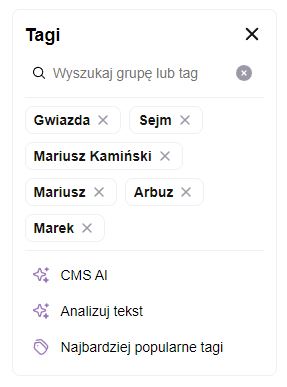 Tagi
Wyszukaj grupę lub tag
Gwiazda Sejm
Mariusz Kamiński
Mariusz Arbuz
Marek
CMS AI
Analizuj tekst
Najbardziej popularne tagi